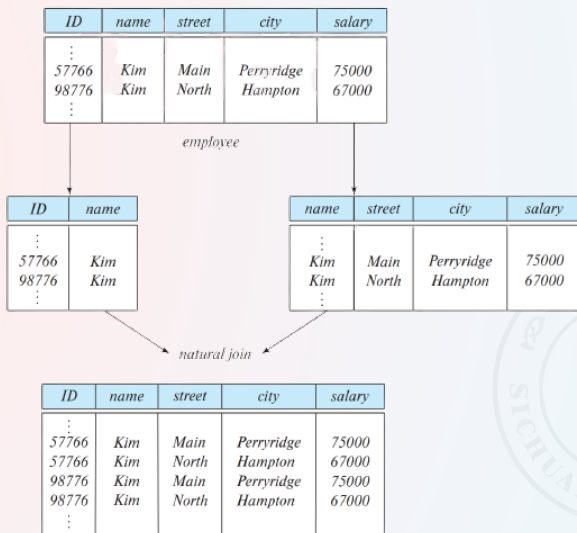 ID name street city salary
⋮
57766 Kim Main Perryridge 75000
98776 Kim North Hampton 67000
⋮
employee
ID name
⋮
57766 Kim
98776 Kim
⋮
name street city salary
⋮
Kim Main Perryridge 75000
Kim North Hampton 67000
⋮
natural join
ID name street city salary
⋮
57766 Kim Main Perryridge 75000
57766 Kim North Hampton 67000
98776 Kim Main Perryridge 75000
98776 Kim North Hampton 67000
⋮
SICHUA